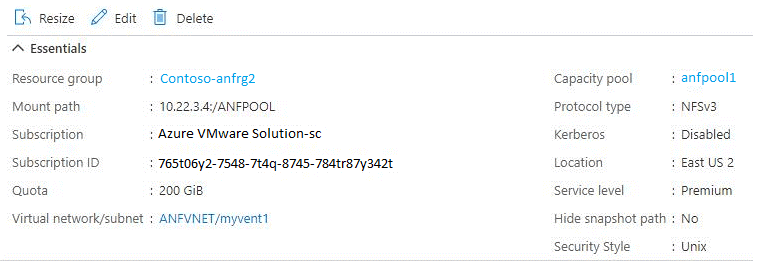 Resize Edit Delete
Essentials
Resource group : Contoso-anfrg2 Capacity pool : anfpool1
Mount path : 10.22.3.4:/ANFPOOL Protocol type : NFSv3
Subscription : Azure VMware Solution-sc Kerberos : Disabled
Subscription ID : 765t06y2-7548-7t4q-8745-784tr87y342t Location : East US 2
Quota : 200 GiB Service level : Premium
Virtual network/subnet : ANFVNET/myvent1 Hide snapshot path : No
Security Style : Unix